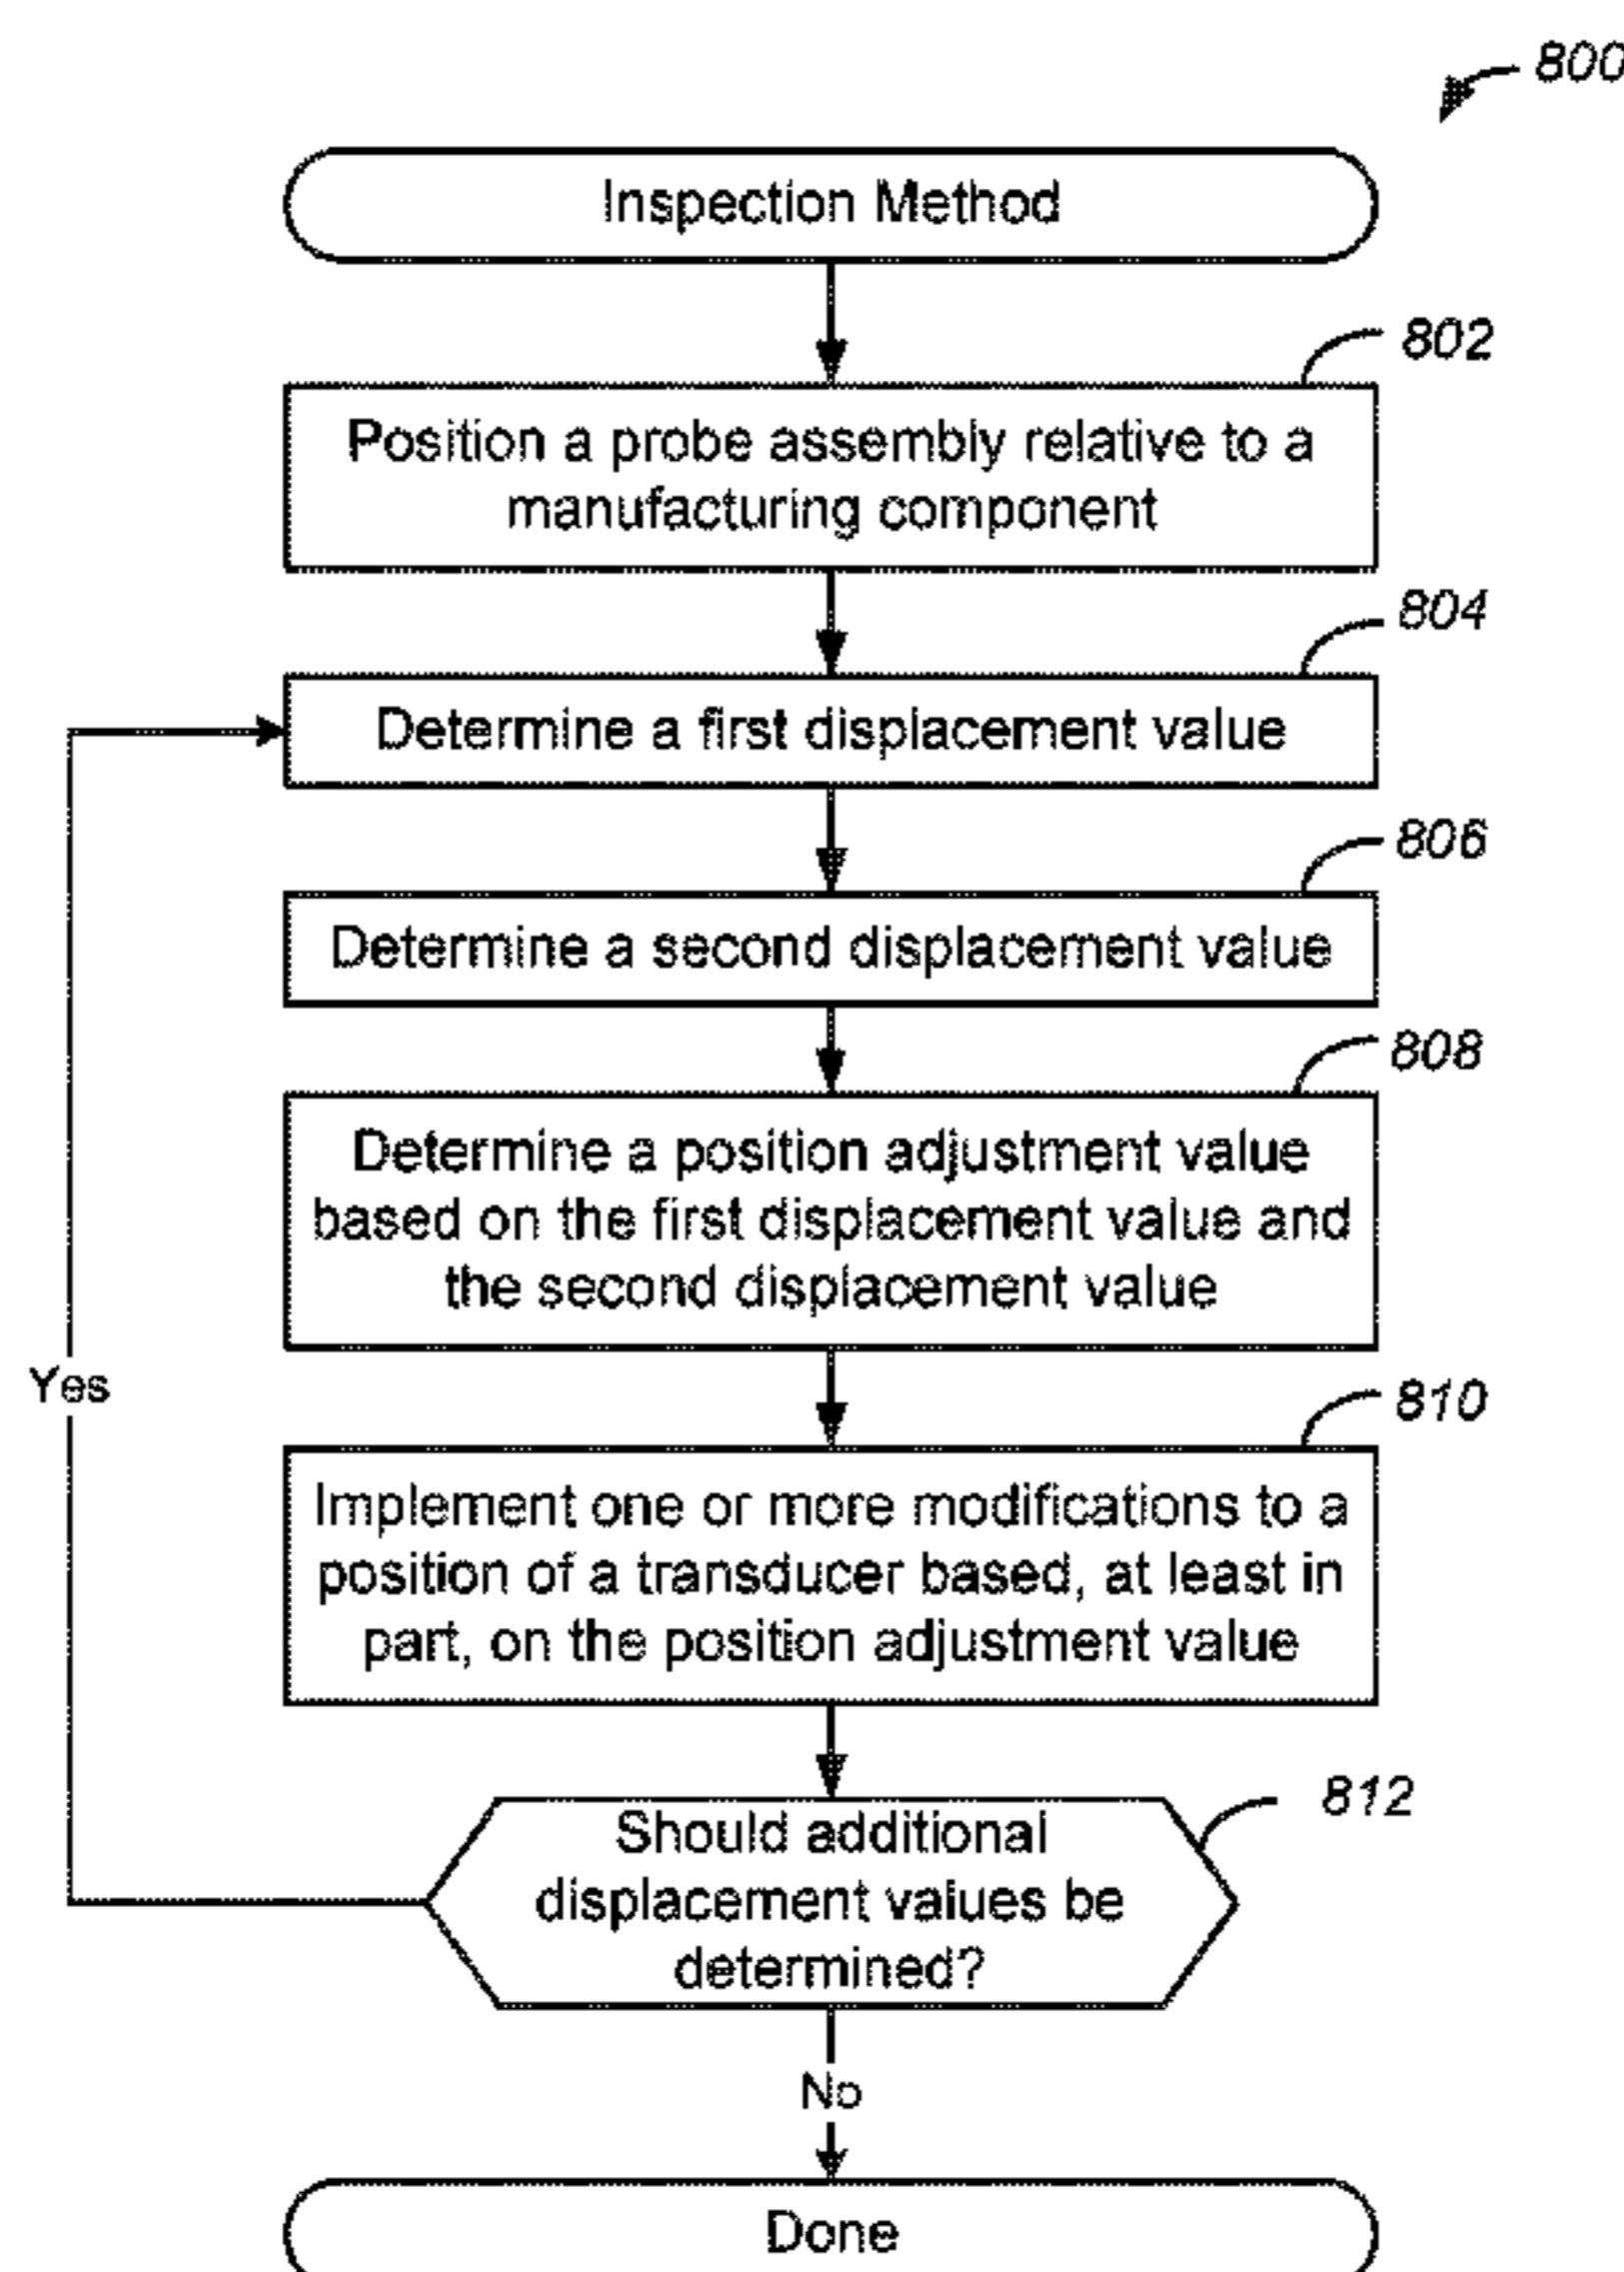 800
Inspection Method
802
Position a probe assembly relative to a
manufacturing component
804
Determine a first displacement value
806
Determine a second displacement value
808
Determine a position adjustment value
based on the first displacement value and
the second displacement value
Yes
810
Implement one or more modifications to a
position of a transducer based, at least in
part, on the position adjustment value
812
Should additional
displacement values be
determined?
No
Done